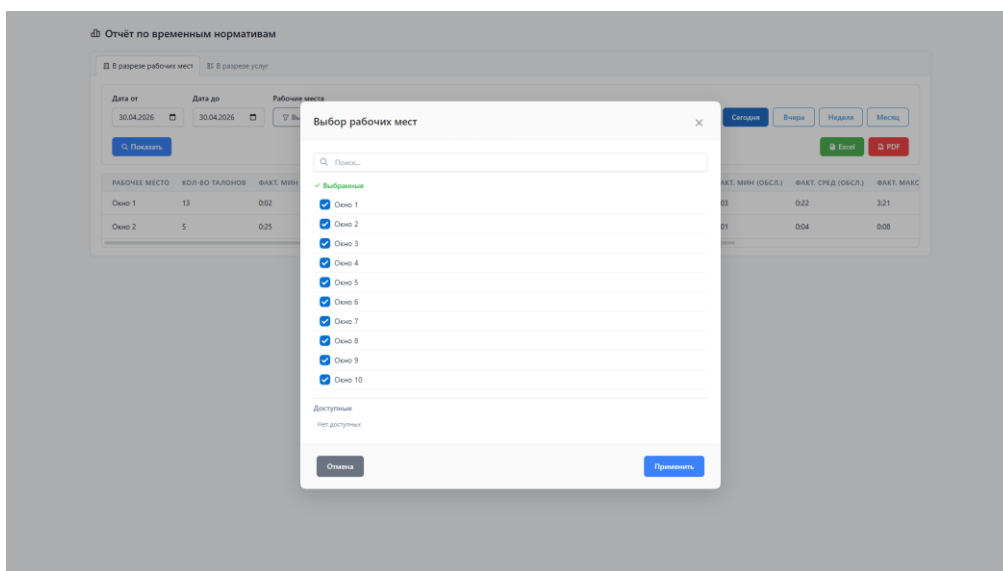 Отчёт по временным нормативам
В разрезе рабочих мест В разрезе услуг
Дата от Дата до Рабочие места
30.04.2026 30.04.2026 Сегодня Вчера Неделя Месяц
Показать Excel PDF
РАБОЧЕЕ МЕСТО КОЛ-ВО ТАЛОНОВ ФАКТ. МИН ФАКТ. МИН (ОБСЛ.) ФАКТ. СРЕД (ОБСЛ.) ФАКТ. МАКС
Окно 1 13 0:02 03 0:22 3:21
Окно 2 5 0:25 01 0:04 0:08
Выбор рабочих мест
Поиск...
Выбранные
Окно 1
Окно 2
Окно 3
Окно 4
Окно 5
Окно 6
Окно 7
Окно 8
Окно 9
Окно 10
Доступные
Нет доступных
Отмена Применить